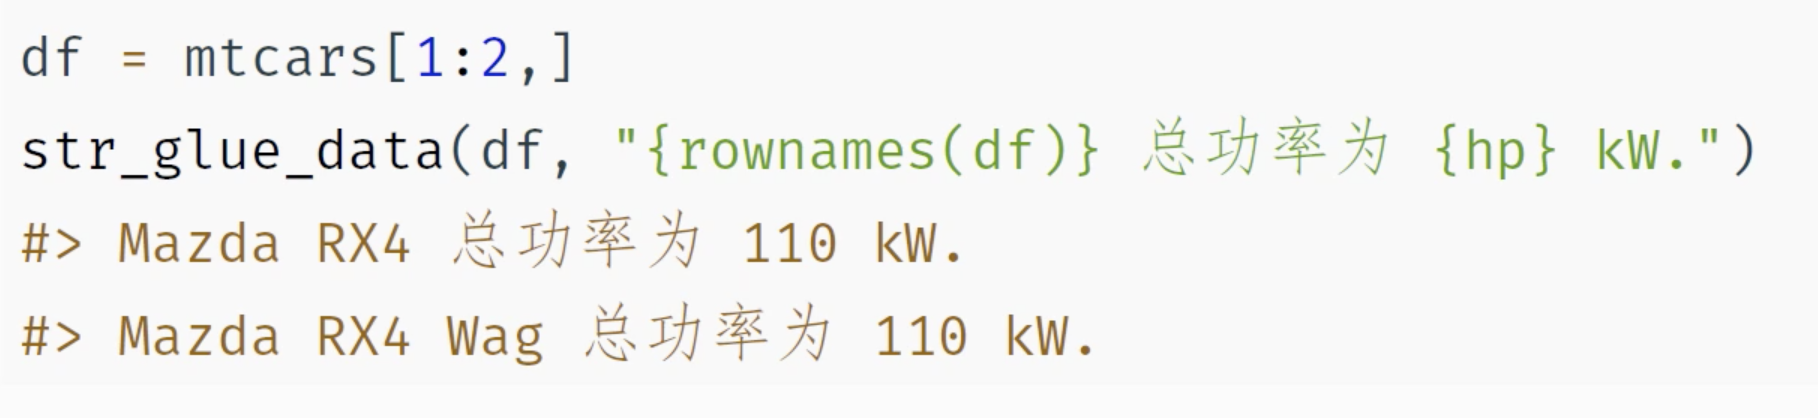 df = mtcars[1:2,]
str_glue_data(df, "{rownames(df)} 总功率为 {hp} kW.")
#> Mazda RX4 总功率为 110 kW.
#> Mazda RX4 Wag 总功率为 110 kW.